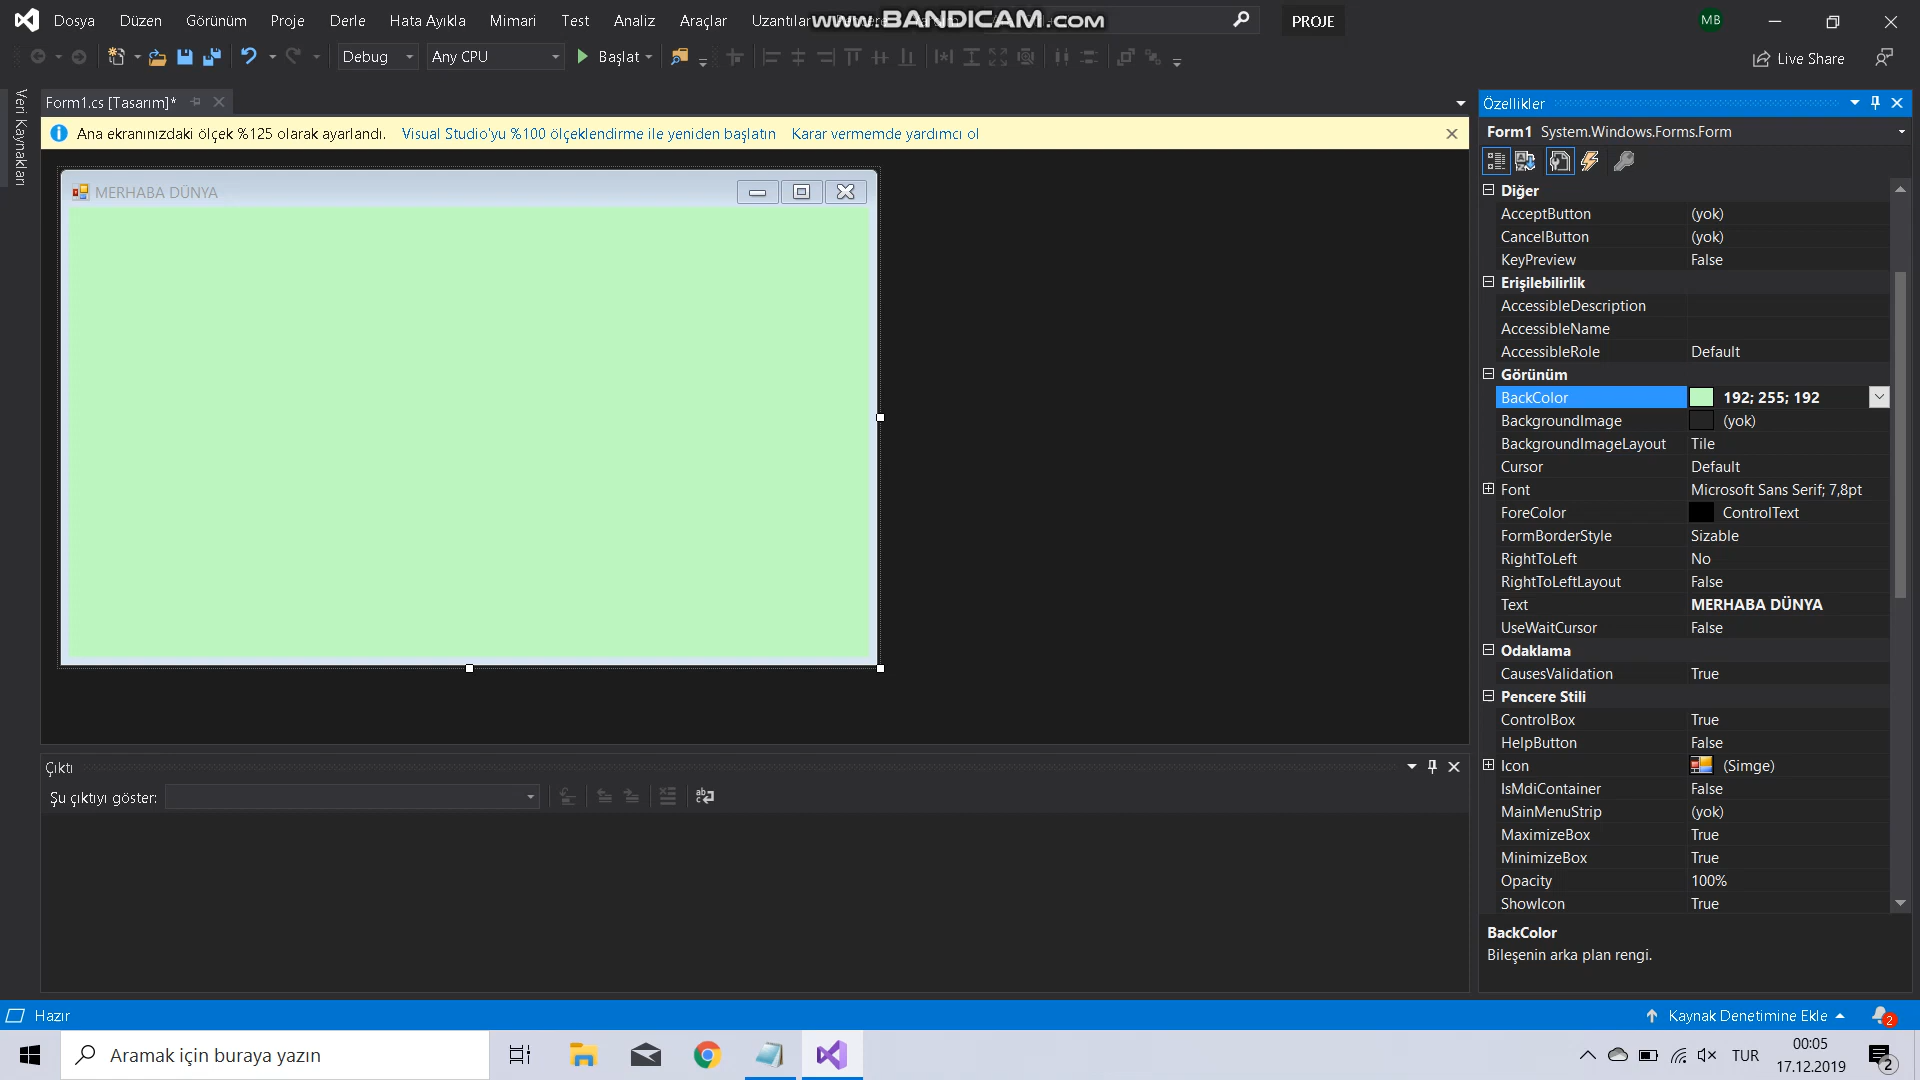 Dosya Düzen Görünüm Proje Derle Hata Ayıkla Mimari Test Analiz Araçlar Uzantılar www.BANDICAM.com PROJE MB
Debug Any CPU Başlat Live Share
Veri Kaynakları
Form1.cs [Tasarım]*
Ana ekranınızdaki ölçek %125 olarak ayarlandı. Visual Studio'yu %100 ölçeklendirme ile yeniden başlatın Karar vermemde yardımcı ol
MERHABA DÜNYA
Çıktı
Şu çıktıyı göster:
Özellikler
Form1 System.Windows.Forms.Form
Diğer
AcceptButton (yok)
CancelButton (yok)
KeyPreview False
Erişilebilirlik
AccessibleDescription
AccessibleName
AccessibleRole Default
Görünüm
BackColor 192; 255; 192
BackgroundImage (yok)
BackgroundImageLayout Tile
Cursor Default
Font Microsoft Sans Serif; 7,8pt
ForeColor ControlText
FormBorderStyle Sizable
RightToLeft No
RightToLeftLayout False
Text MERHABA DÜNYA
UseWaitCursor False
Odaklama
CausesValidation True
Pencere Stili
ControlBox True
HelpButton False
Icon (Simge)
IsMdiContainer False
MainMenuStrip (yok)
MaximizeBox True
MinimizeBox True
Opacity 100%
ShowIcon True
BackColor
Bileşenin arka plan rengi.
Hazır Kaynak Denetimine Ekle 2
Aramak için buraya yazın TUR 00:05
17.12.2019 2